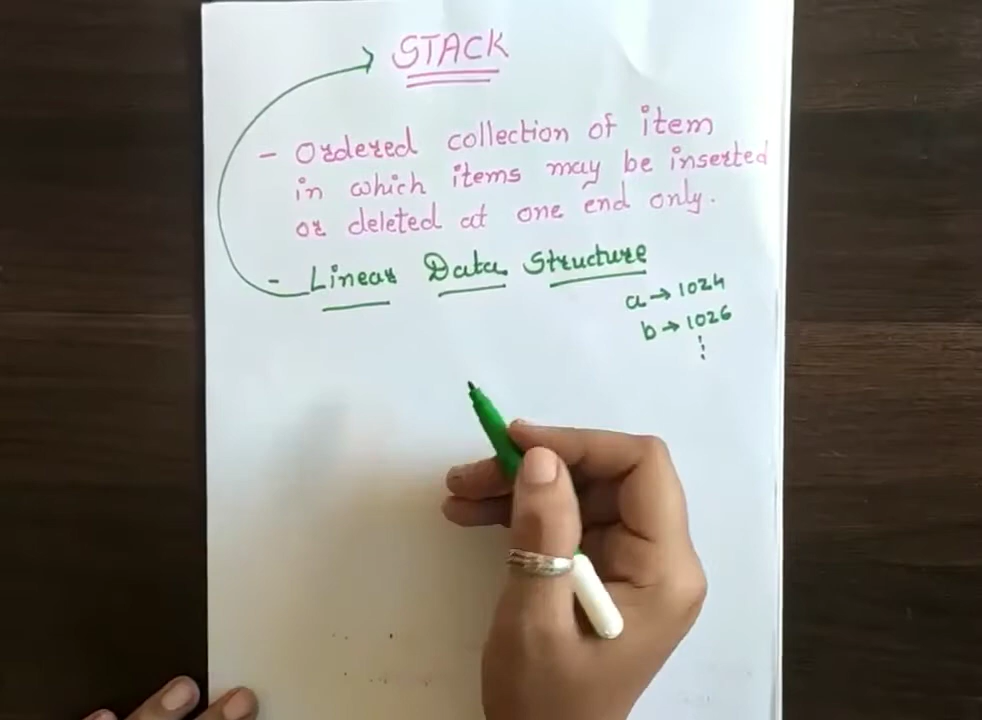 STACK
- Ordered collection of item
in which items may be inserted
or deleted at one end only.
- Linear Data Structure
a → 1024
b → 1026
⋮